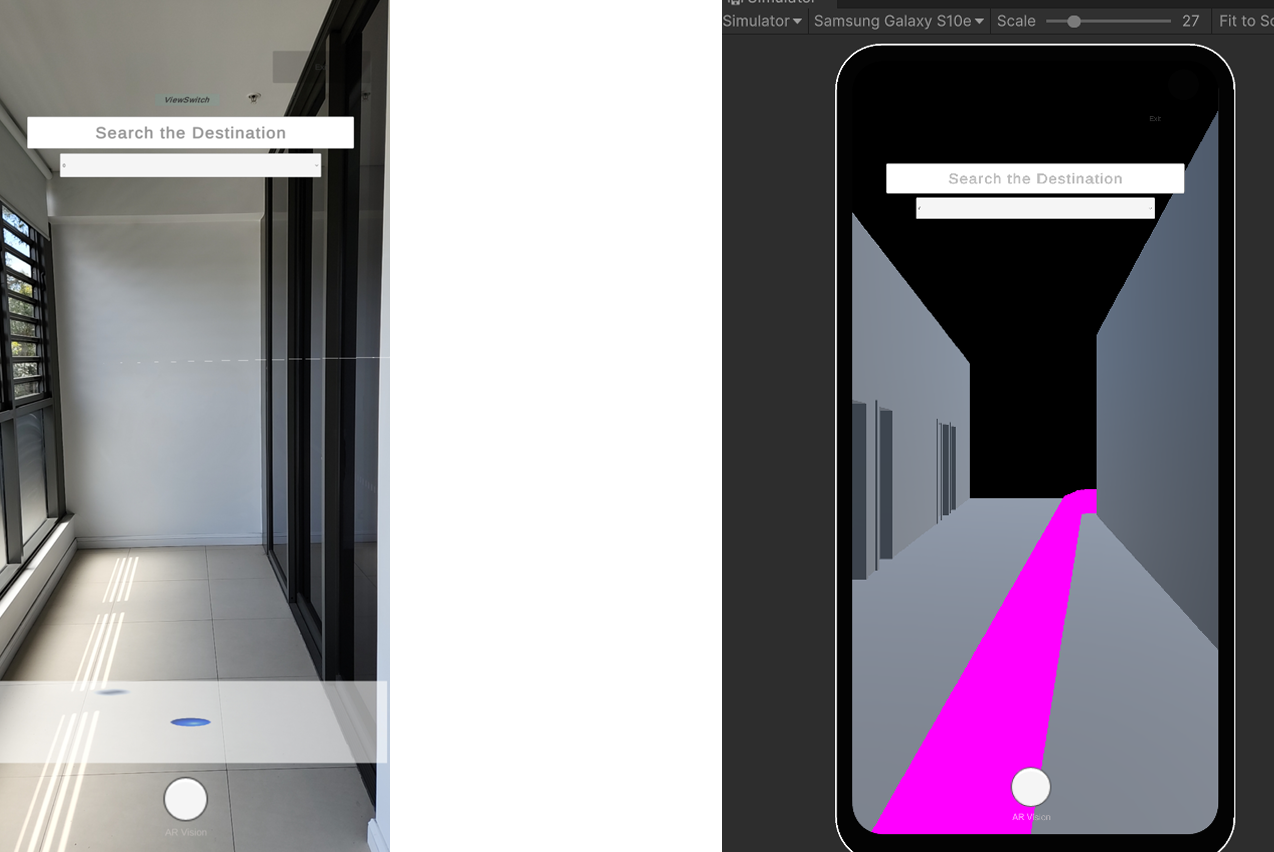 ViewSwitch
Search the Destination
AR Vision
Simulator
Simulator Samsung Galaxy S10e Scale 27 Fit to Sc
Exit
Search the Destination
AR Vision